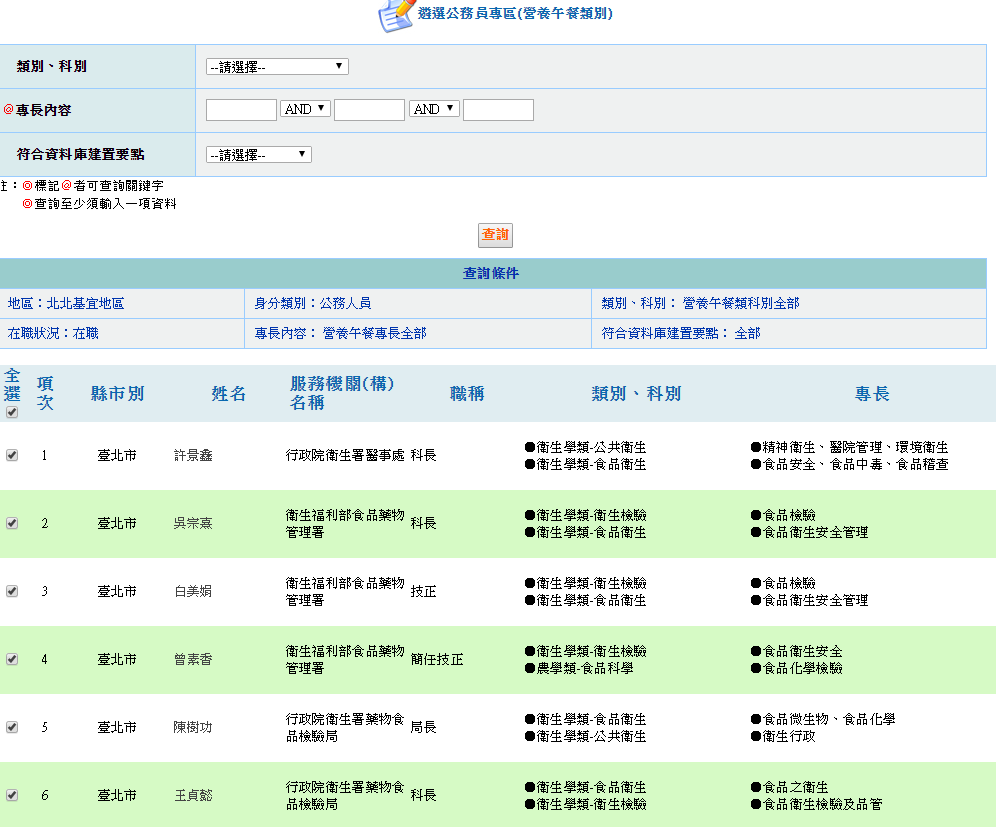 遴選公務員專區(營養午餐類別)
類別、科別 --請選擇--
@專長內容 AND AND
符合資料庫建置要點 --請選擇--
註：◎標記@者可查詢關鍵字
◎查詢至少須輸入一項資料
查詢
查詢條件
地區：北北基宜地區 身分類別：公務人員 類別、科別： 營養午餐類科別全部
在職狀況：在職 專長內容： 營養午餐專長全部 符合資料庫建置要點： 全部
全選 項次 縣市別 姓名 服務機關(構)名稱 職稱 類別、科別 專長
1 臺北市 許景鑫 行政院衛生署醫事處 科長 ●衛生學類-公共衛生 ●精神衛生、醫院管理、環境衛生
●衛生學類-食品衛生 ●食品安全、食品中毒、食品稽查
2 臺北市 吳宗熹 衛生福利部食品藥物管理署 科長 ●衛生學類-衛生檢驗 ●食品檢驗
●衛生學類-食品衛生 ●食品衛生安全管理
3 臺北市 白美娟 衛生福利部食品藥物管理署 技正 ●衛生學類-衛生檢驗 ●食品檢驗
●衛生學類-食品衛生 ●食品衛生安全管理
4 臺北市 曾素香 衛生福利部食品藥物管理署 簡任技正 ●衛生學類-衛生檢驗 ●食品衛生安全
●農學類-食品科學 ●食品化學檢驗
5 臺北市 陳樹功 行政院衛生署藥物食品檢驗局 局長 ●衛生學類-食品衛生 ●食品微生物、食品化學
●衛生學類-公共衛生 ●衛生行政
6 臺北市 王貞懿 行政院衛生署藥物食品檢驗局 科長 ●衛生學類-食品衛生 ●食品之衛生
●衛生學類-衛生檢驗 ●食品衛生檢驗及品管